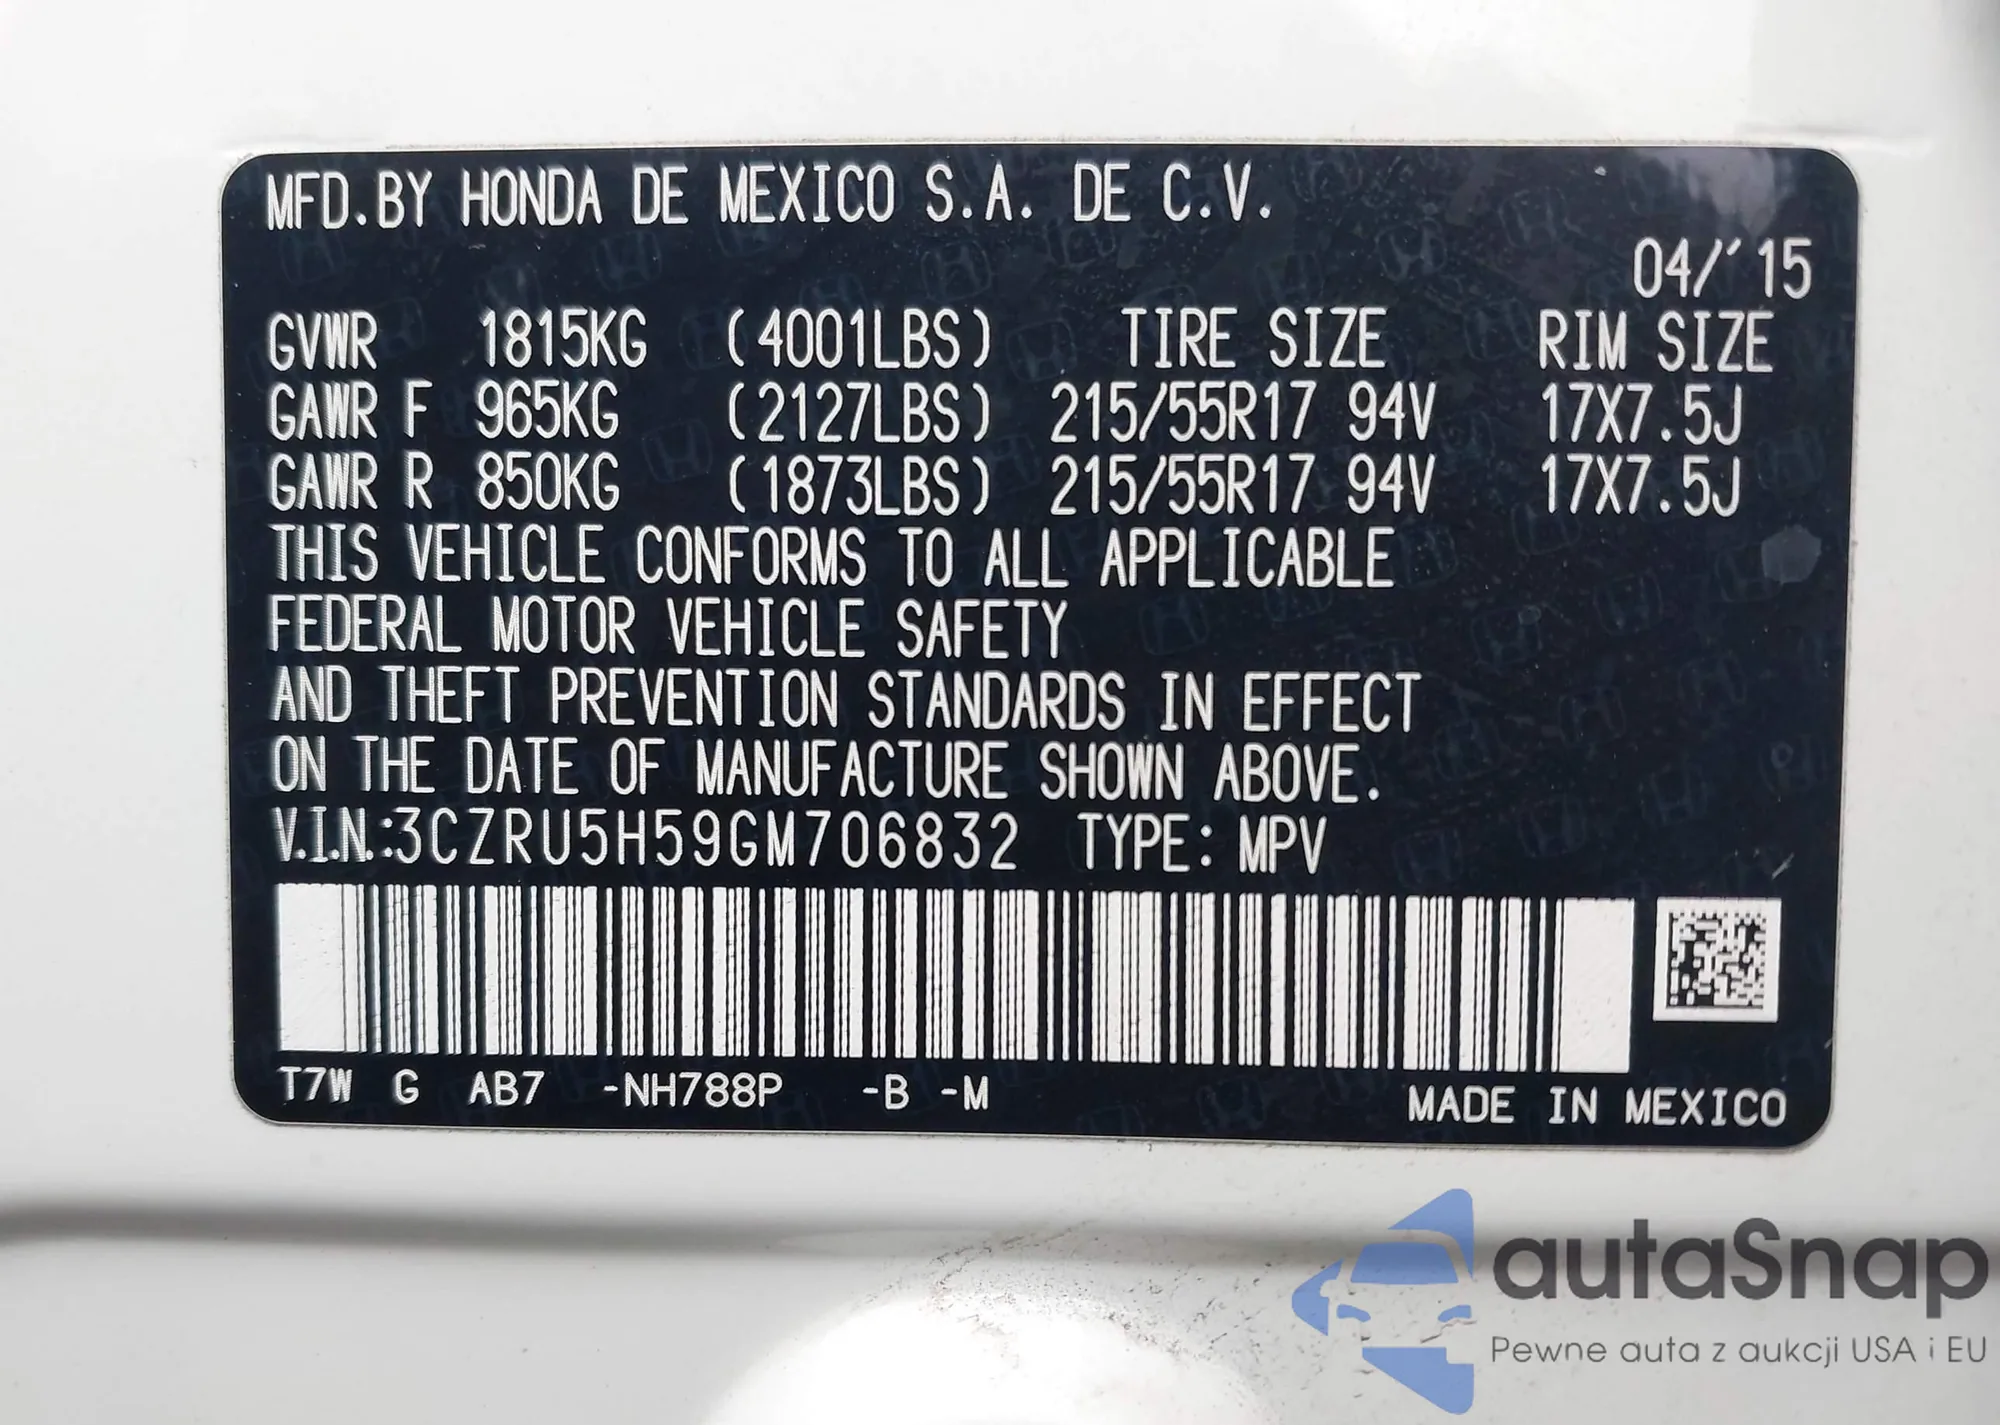 MFD.BY HONDA DE MEXICO S.A. DE C.V.
04/'15
GVWR 1815KG (4001LBS) TIRE SIZE RIM SIZE
GAWR F 965KG (2127LBS) 215/55R17 94V 17X7.5J
GAWR R 850KG (1873LBS) 215/55R17 94V 17X7.5J
THIS VEHICLE CONFORMS TO ALL APPLICABLE
FEDERAL MOTOR VEHICLE SAFETY
AND THEFT PREVENTION STANDARDS IN EFFECT
ON THE DATE OF MANUFACTURE SHOWN ABOVE.
V.I.N.:3CZRU5H59GM706832 TYPE: MPV
T7W G AB7 -NH788P -B -M MADE IN MEXICO
autaSnap
Pewne auta z aukcji USA i EU